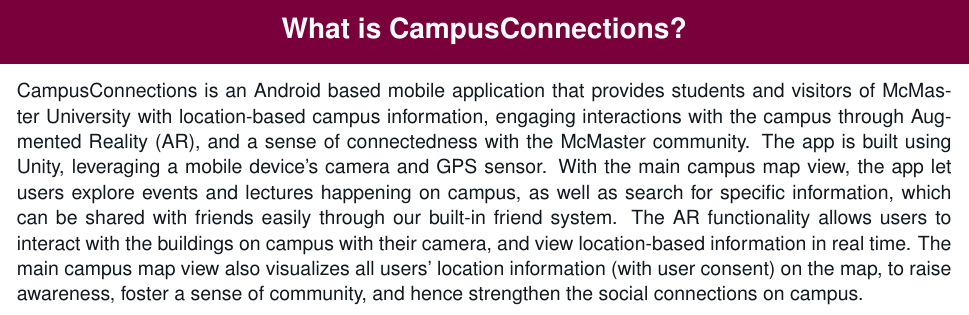 What is CampusConnections?
CampusConnections is an Android based mobile application that provides students and visitors of McMas-
ter University with location-based campus information, engaging interactions with the campus through Aug-
mented Reality (AR), and a sense of connectedness with the McMaster community. The app is built using
Unity, leveraging a mobile device's camera and GPS sensor. With the main campus map view, the app let
users explore events and lectures happening on campus, as well as search for specific information, which
can be shared with friends easily through our built-in friend system. The AR functionality allows users to
interact with the buildings on campus with their camera, and view location-based information in real time. The
main campus map view also visualizes all users' location information (with user consent) on the map, to raise
awareness, foster a sense of community, and hence strengthen the social connections on campus.